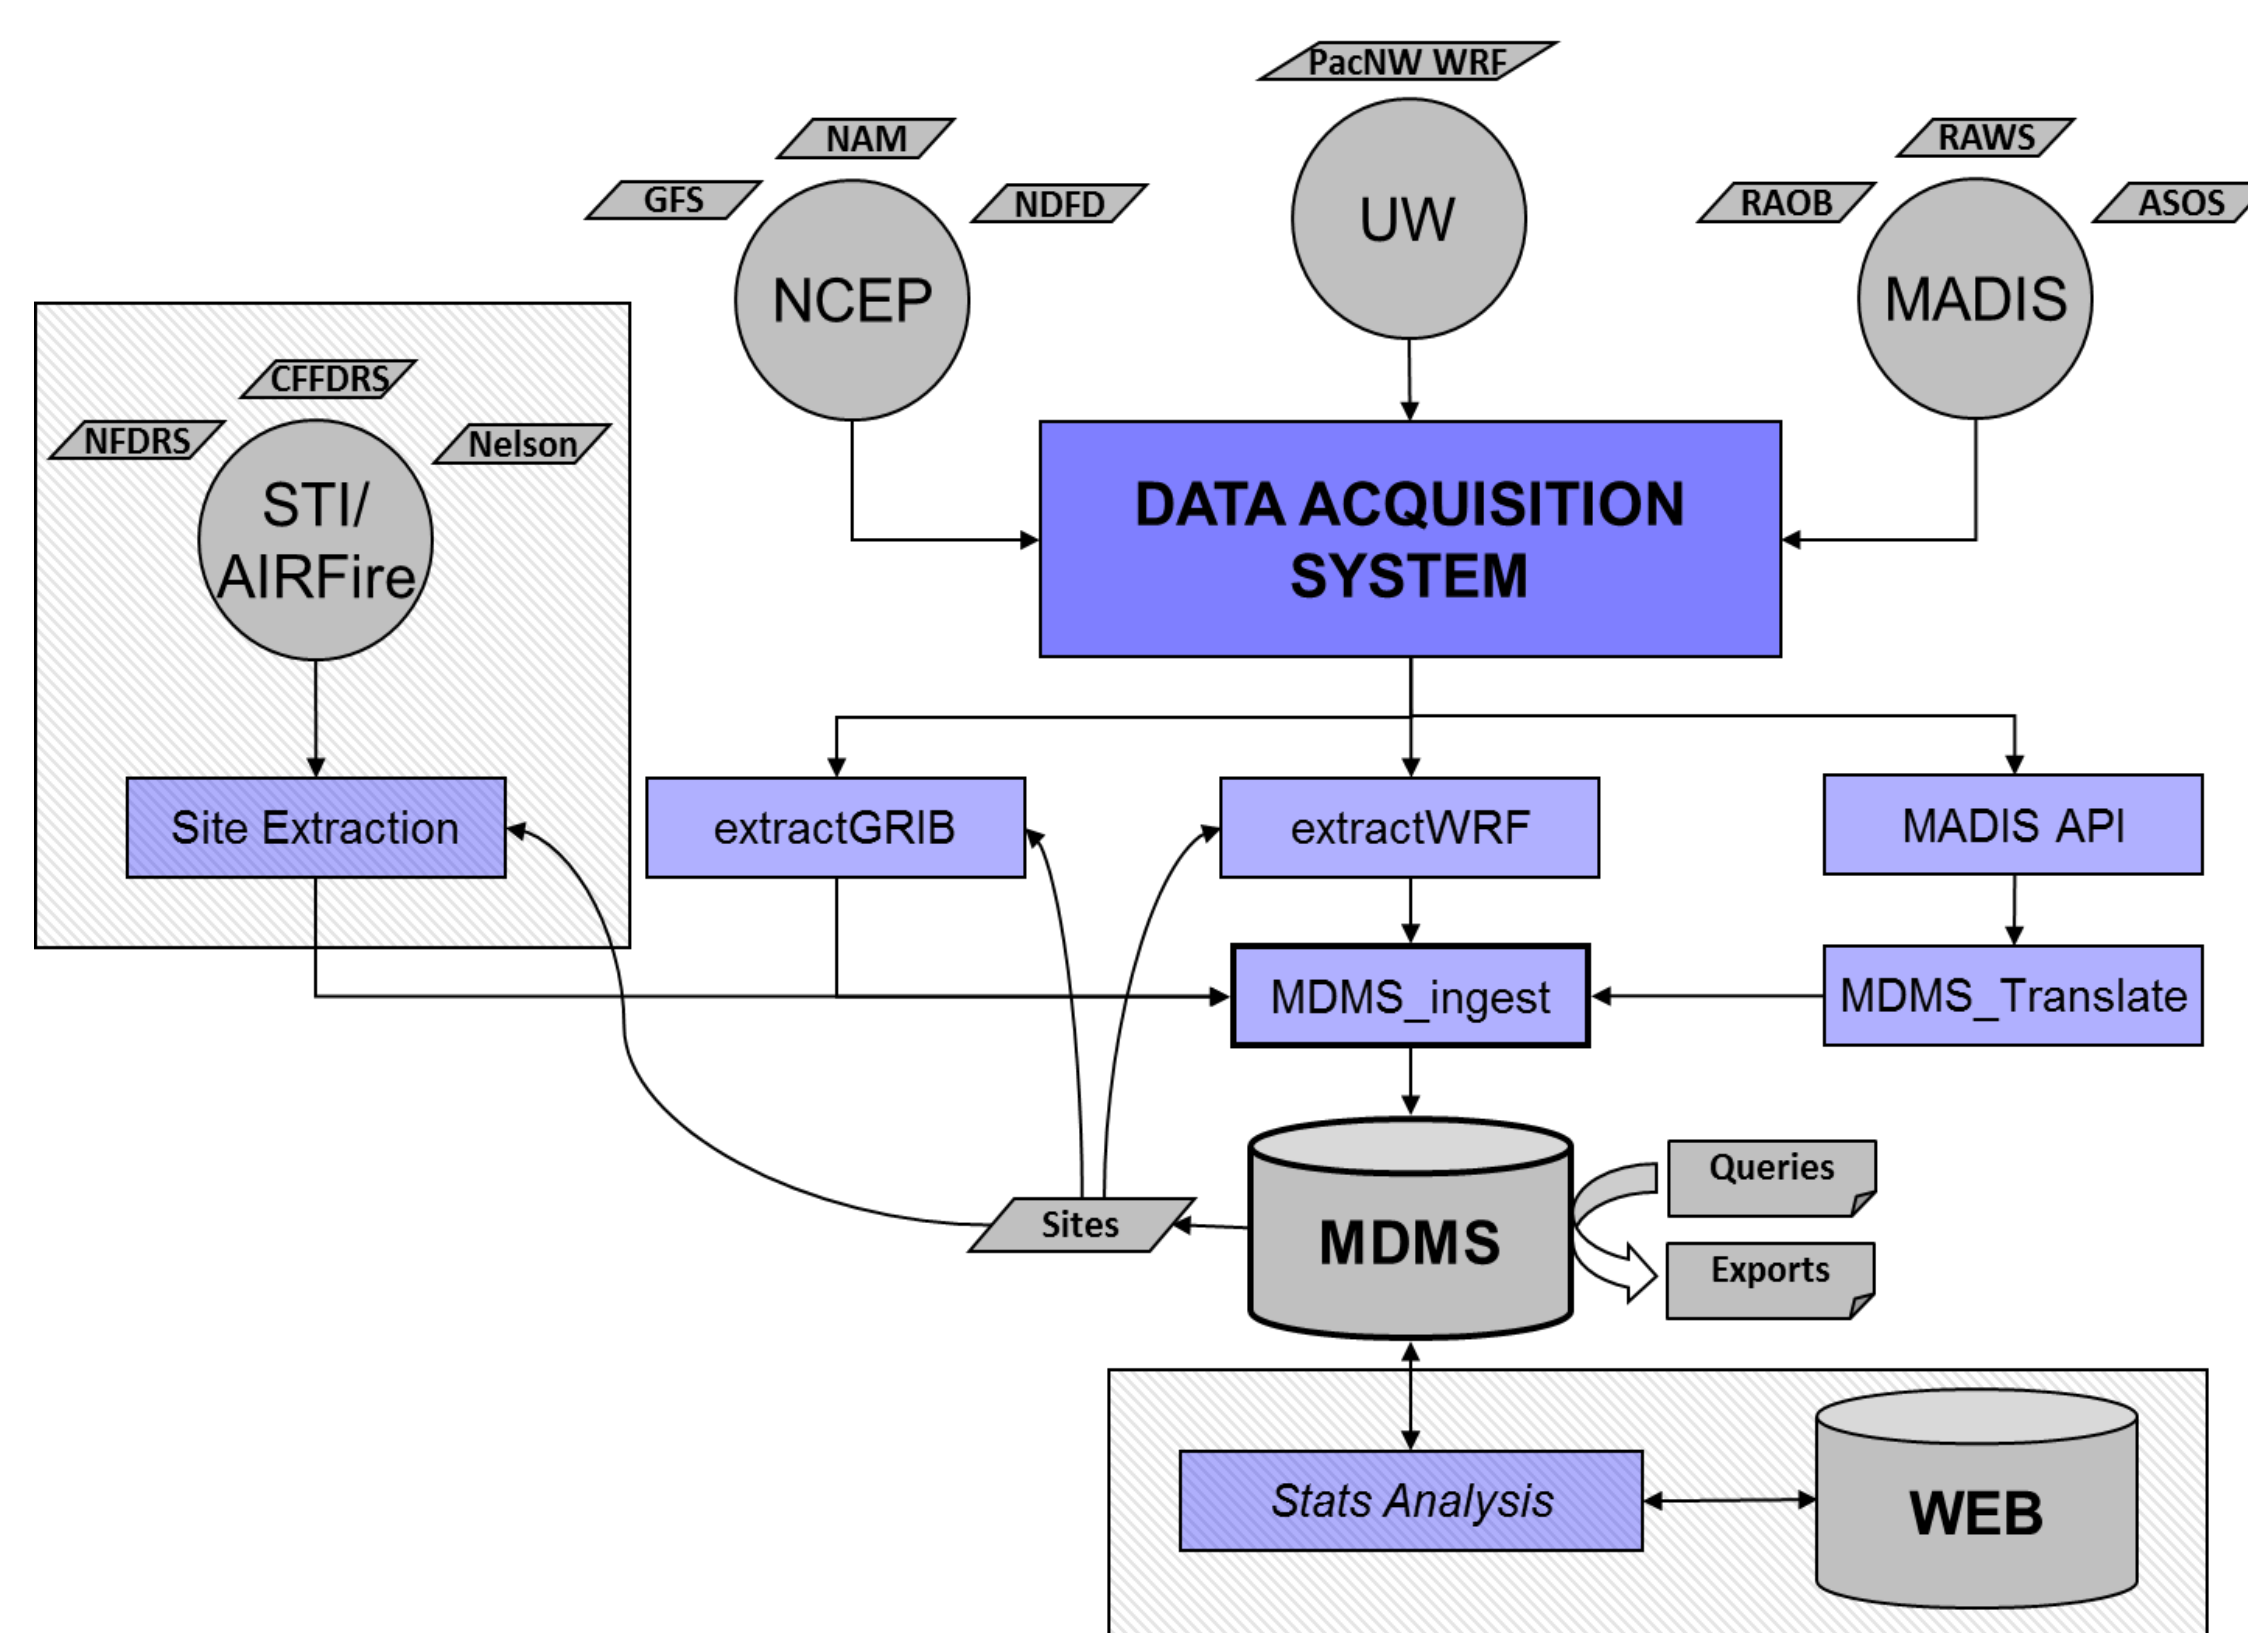 PacNW WRF
NAM
RAWS
GFS
NDFD
RAOB
ASOS
UW
NCEP
MADIS
CFFDRS
NFDRS
Nelson
STI/
AIRFire
DATA ACQUISITION
SYSTEM
Site Extraction
extractGRIB
extractWRF
MADIS API
MDMS_ingest
MDMS_Translate
Queries
Sites
MDMS
Exports
Stats Analysis
WEB